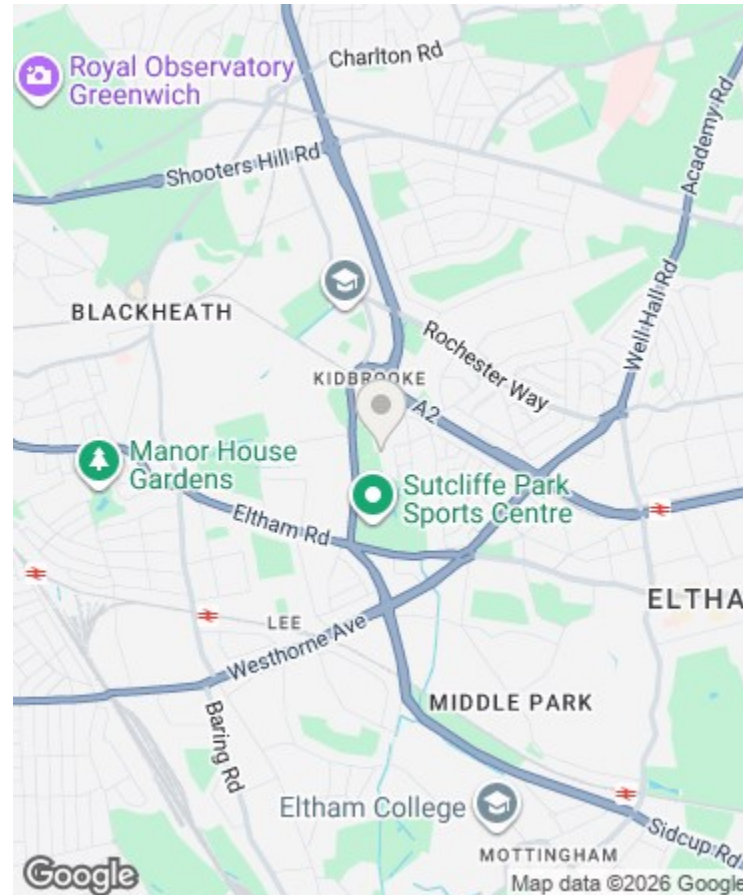 Charlton Rd
Royal Observatory
Greenwich
Academy Rd
Shooters Hill Rd
BLACKHEATH
Well Hall Rd
Rochester Way
KIDBROOKE
A2
Manor House
Gardens
Sutcliffe Park
Sports Centre
Eltham Rd
ELTHA
LEE
Westhorne Ave
MIDDLE PARK
Baring Rd
Eltham College
Sidcup Rd
MOTTINGHAM
Google
Map data ©2026 Google